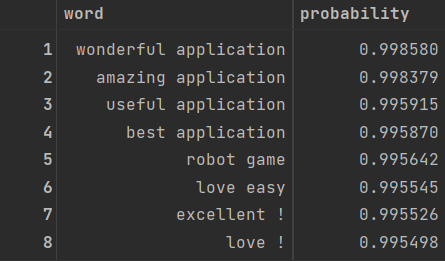 word probability
1 wonderful application 0.998580
2 amazing application 0.998379
3 useful application 0.995915
4 best application 0.995870
5 robot game 0.995642
6 love easy 0.995545
7 excellent ! 0.995526
8 love ! 0.995498